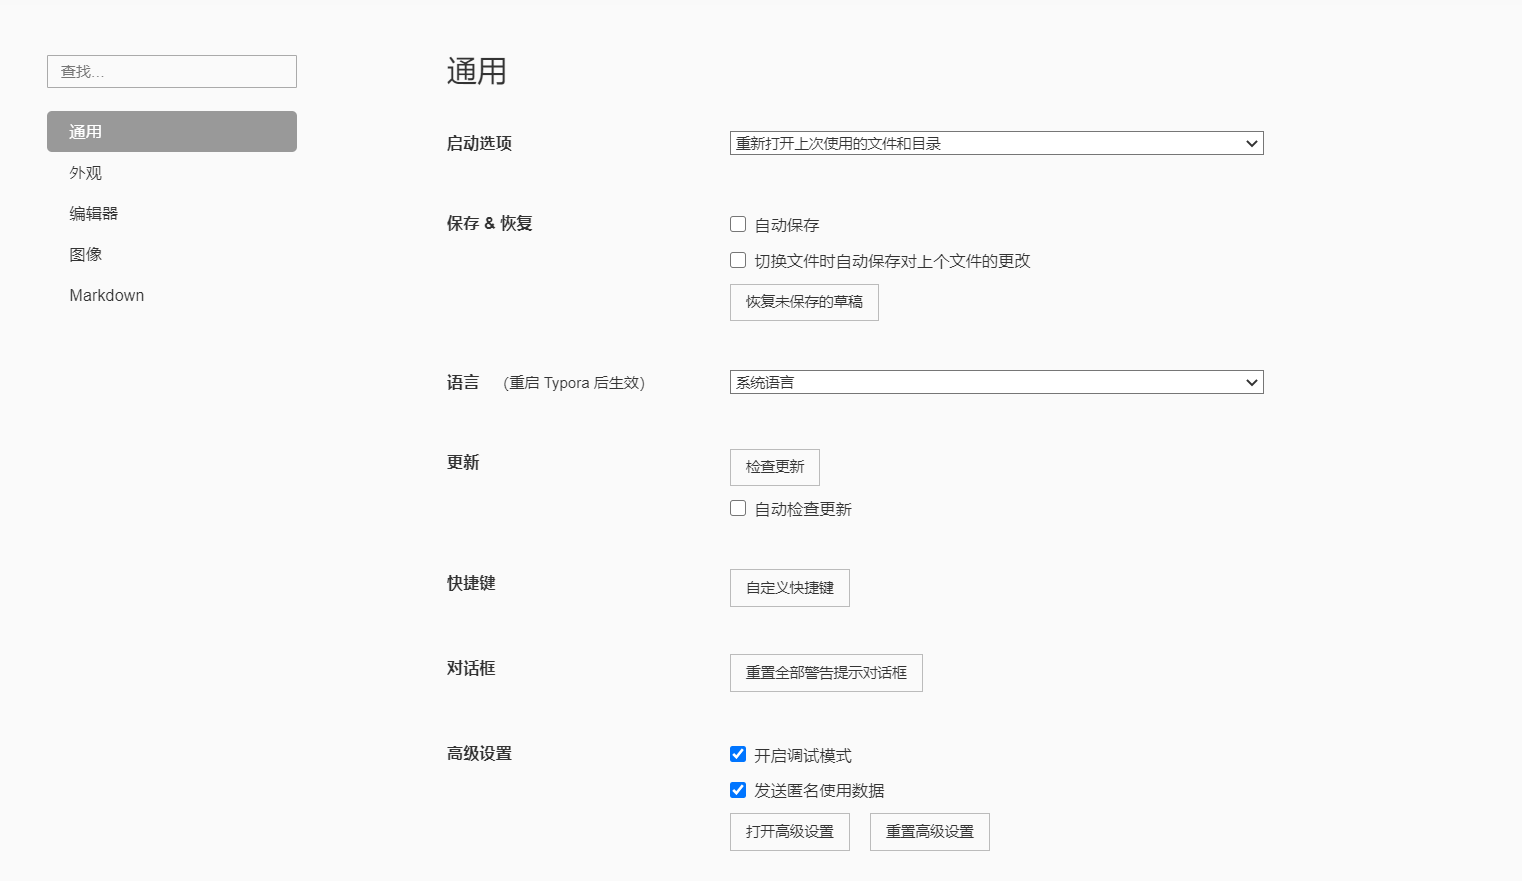 查找...
通用
外观
编辑器
图像
Markdown
通用
启动选项
重新打开上次使用的文件和目录
保存 & 恢复
自动保存
切换文件时自动保存对上个文件的更改
恢复未保存的草稿
语言 (重启 Typora 后生效)
系统语言
更新
检查更新
自动检查更新
快捷键
自定义快捷键
对话框
重置全部警告提示对话框
高级设置
开启调试模式
发送匿名使用数据
打开高级设置 重置高级设置